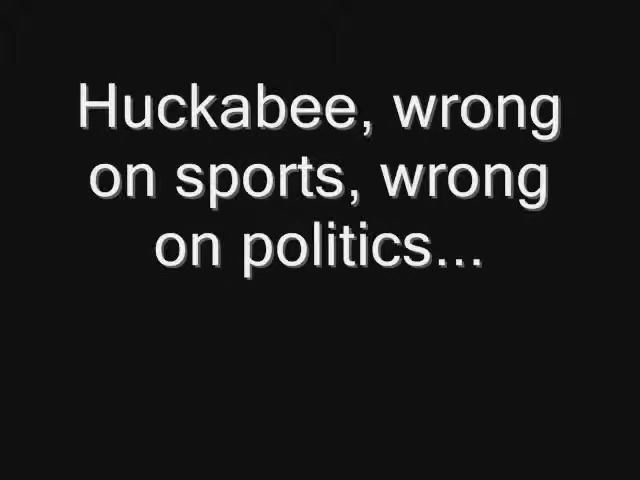 Huckabee, wrong
on sports, wrong
on politics...